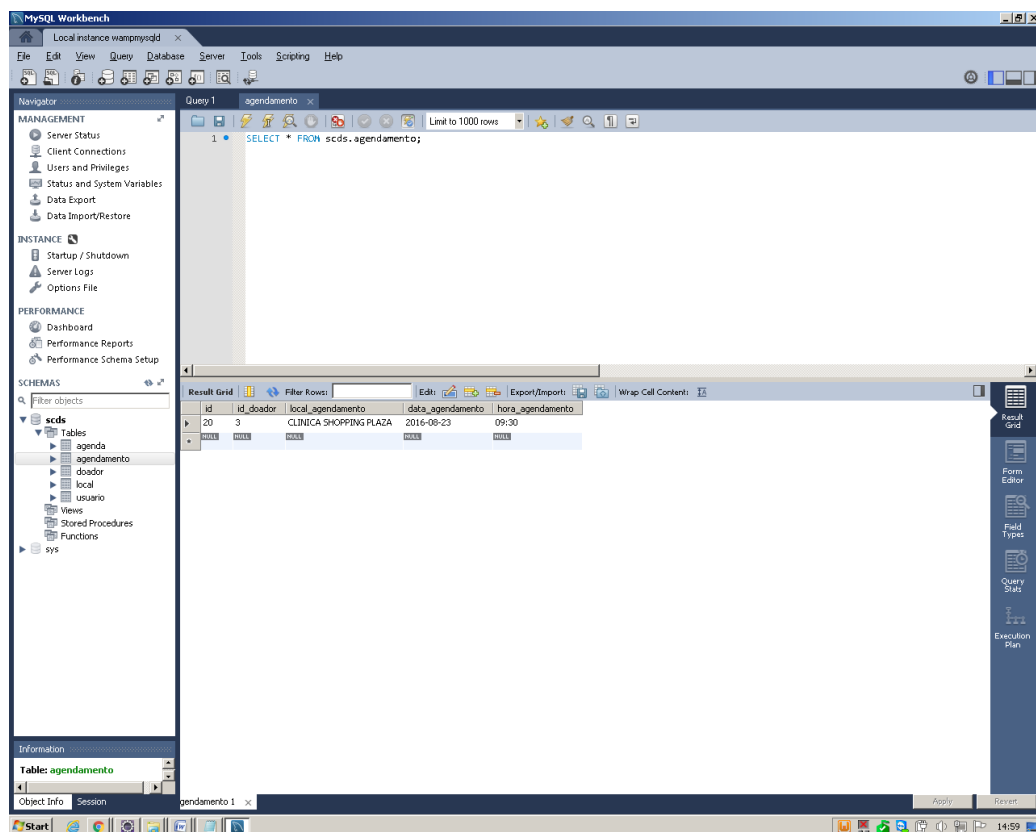 MySQL Workbench
Local instance wampmysqld
File Edit View Query Database Server Tools Scripting Help
Navigator
MANAGEMENT
Server Status
Client Connections
Users and Privileges
Status and System Variables
Data Export
Data Import/Restore
INSTANCE
Startup / Shutdown
Server Logs
Options File
PERFORMANCE
Dashboard
Performance Reports
Performance Schema Setup
SCHEMAS
Filter objects
scds
Tables
agenda
agendamento
doador
local
usuario
Views
Stored Procedures
Functions
sys
Information
Table: agendamento
Object Info Session
Query 1 agendamento
Limit to 1000 rows
1 SELECT * FROM scds.agendamento;
Result Grid Filter Rows: Edit: Export/Import: Wrap Cell Content:
id id_doador local_agendamento data_agendamento hora_agendamento
20 3 CLINICA SHOPPING PLAZA 2016-08-23 09:30
NULL NULL NULL NULL NULL
Result Grid
Form Editor
Field Types
Query Stats
Execution Plan
gendamento 1
Apply Revert
Start
14:59